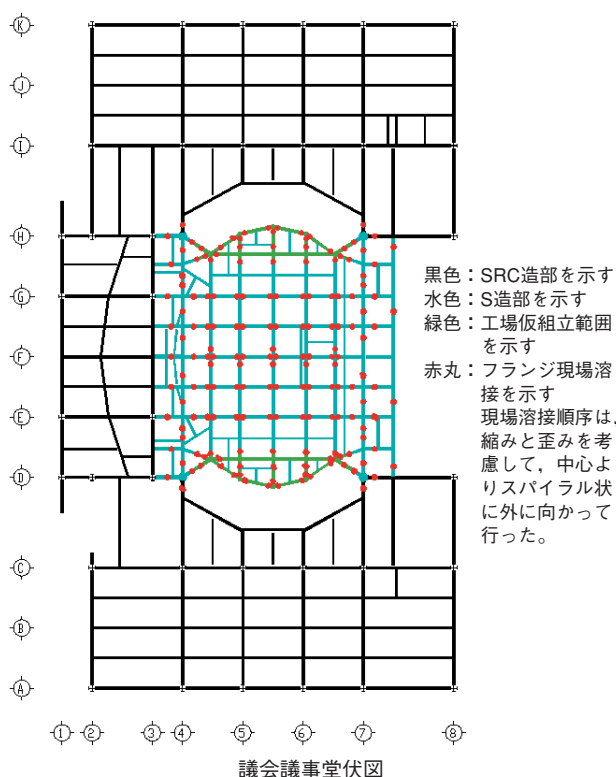 K
J
I
H
G
F
E
D
C
B
A
1 2 3 4 5 6 7 8
黒色：SRC造部を示す
水色：S造部を示す
緑色：工場仮組立範囲
を示す
赤丸：フランジ現場溶
接を示す
現場溶接順序は，
縮みと歪みを考
慮して，中心よ
りスパイラル状
に外に向かって
行った。
議会議事堂伏図